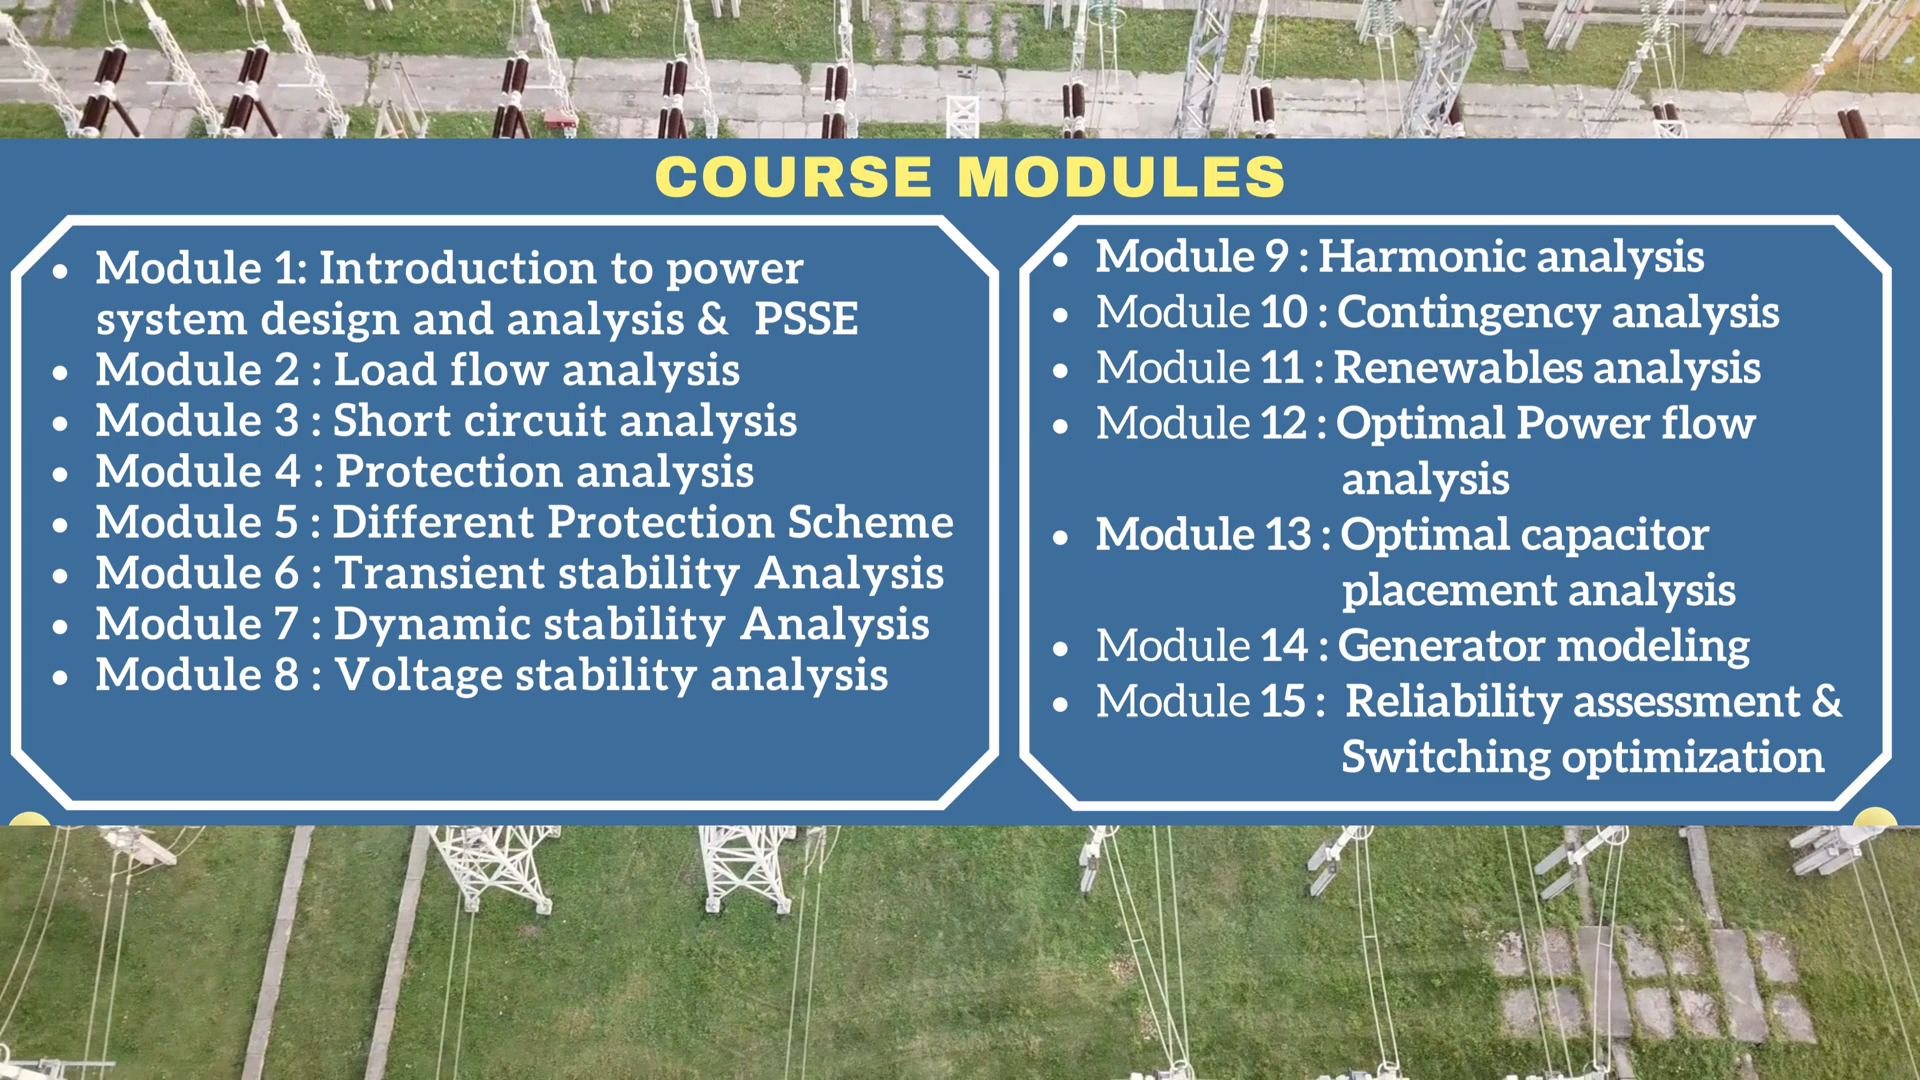 COURSE MODULES
Module 1: Introduction to power
system design and analysis & PSSE
Module 2 : Load flow analysis
Module 3 : Short circuit analysis
Module 4 : Protection analysis
Module 5 : Different Protection Scheme
Module 6 : Transient stability Analysis
Module 7 : Dynamic stability Analysis
Module 8 : Voltage stability analysis
Module 9 : Harmonic analysis
Module 10 : Contingency analysis
Module 11 : Renewables analysis
Module 12 : Optimal Power flow
analysis
Module 13 : Optimal capacitor
placement analysis
Module 14 : Generator modeling
Module 15 : Reliability assessment &
Switching optimization